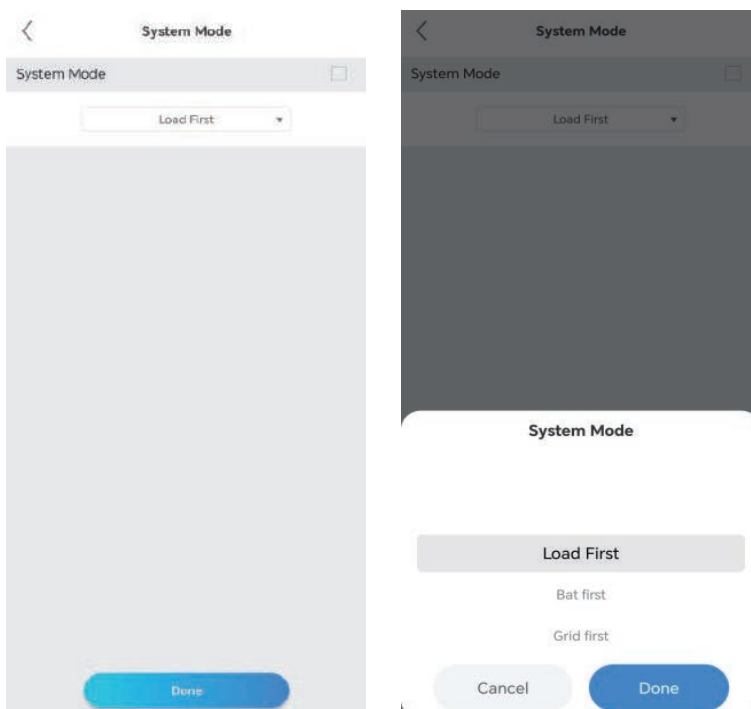 System Mode
System Mode
Load First
Done
System Mode
System Mode
Load First
System Mode
Load First
Bat first
Grid first
Cancel
Done